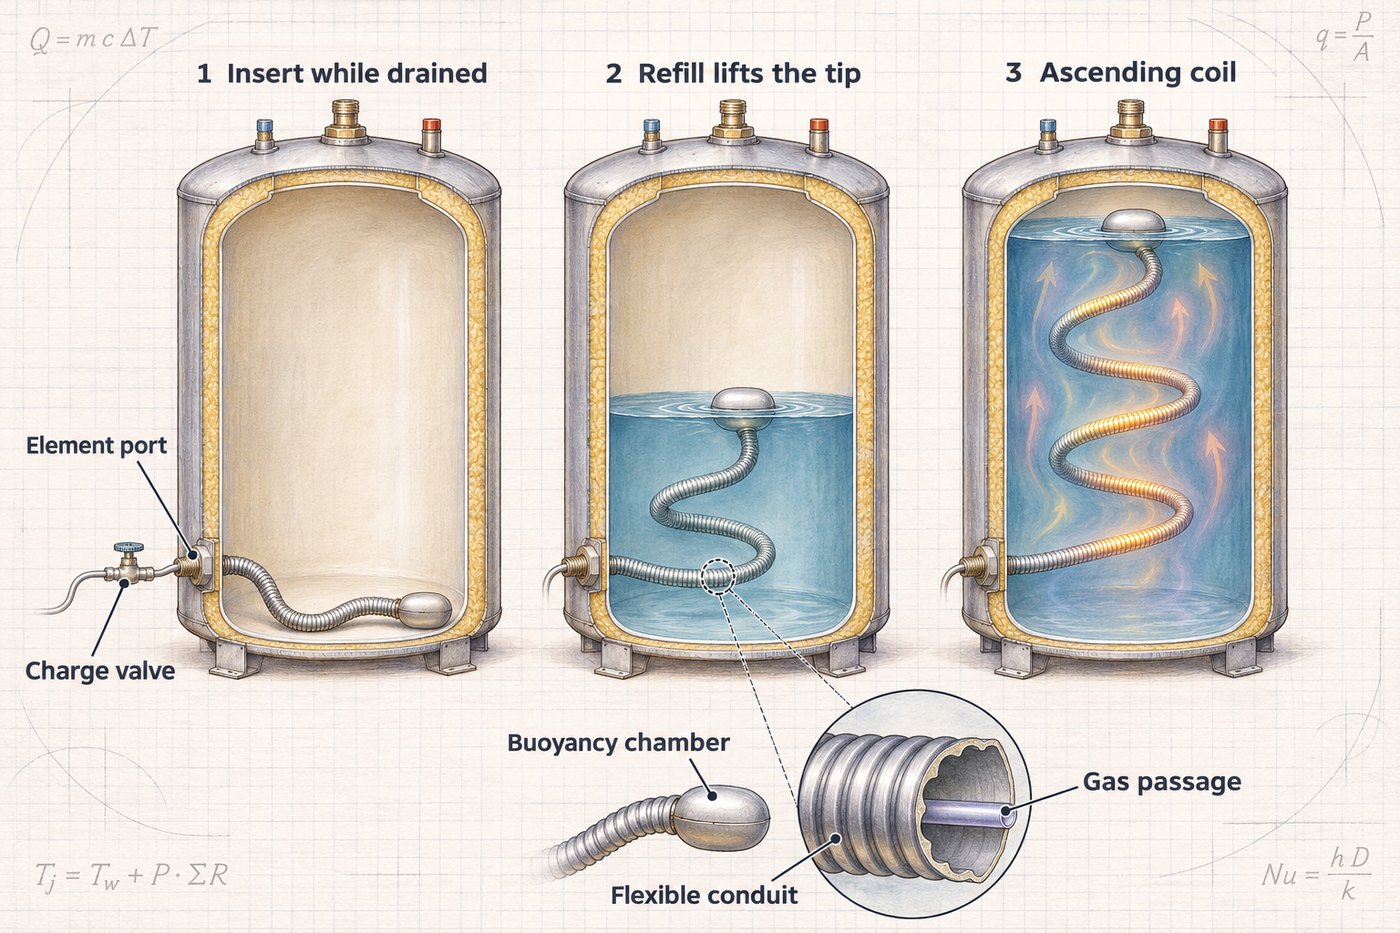 Q = m c ΔT
q = P / A
1 Insert while drained
2 Refill lifts the tip
3 Ascending coil
Element port
Charge valve
Buoyancy chamber
Gas passage
Flexible conduit
T_j = T_w + P · ΣR
Nu = h D / k